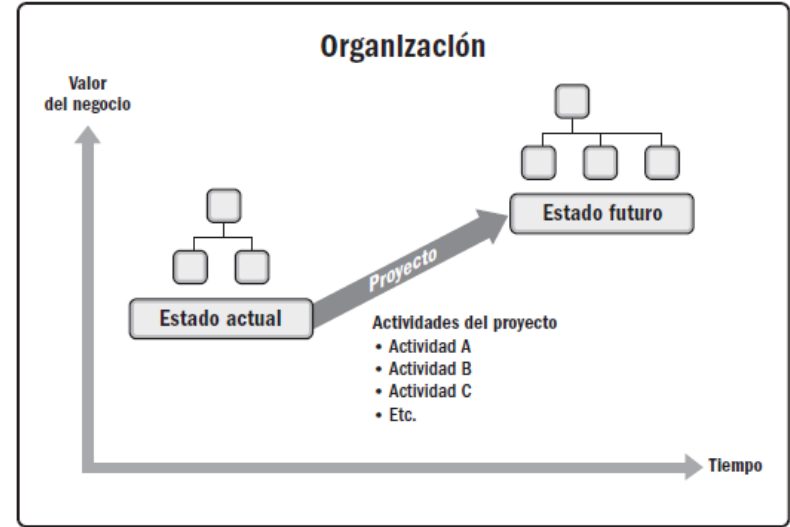 Organización
Valor
del negocio
Estado futuro
Proyecto
Estado actual
Actividades del proyecto
• Actividad A
• Actividad B
• Actividad C
• Etc.
Tiempo